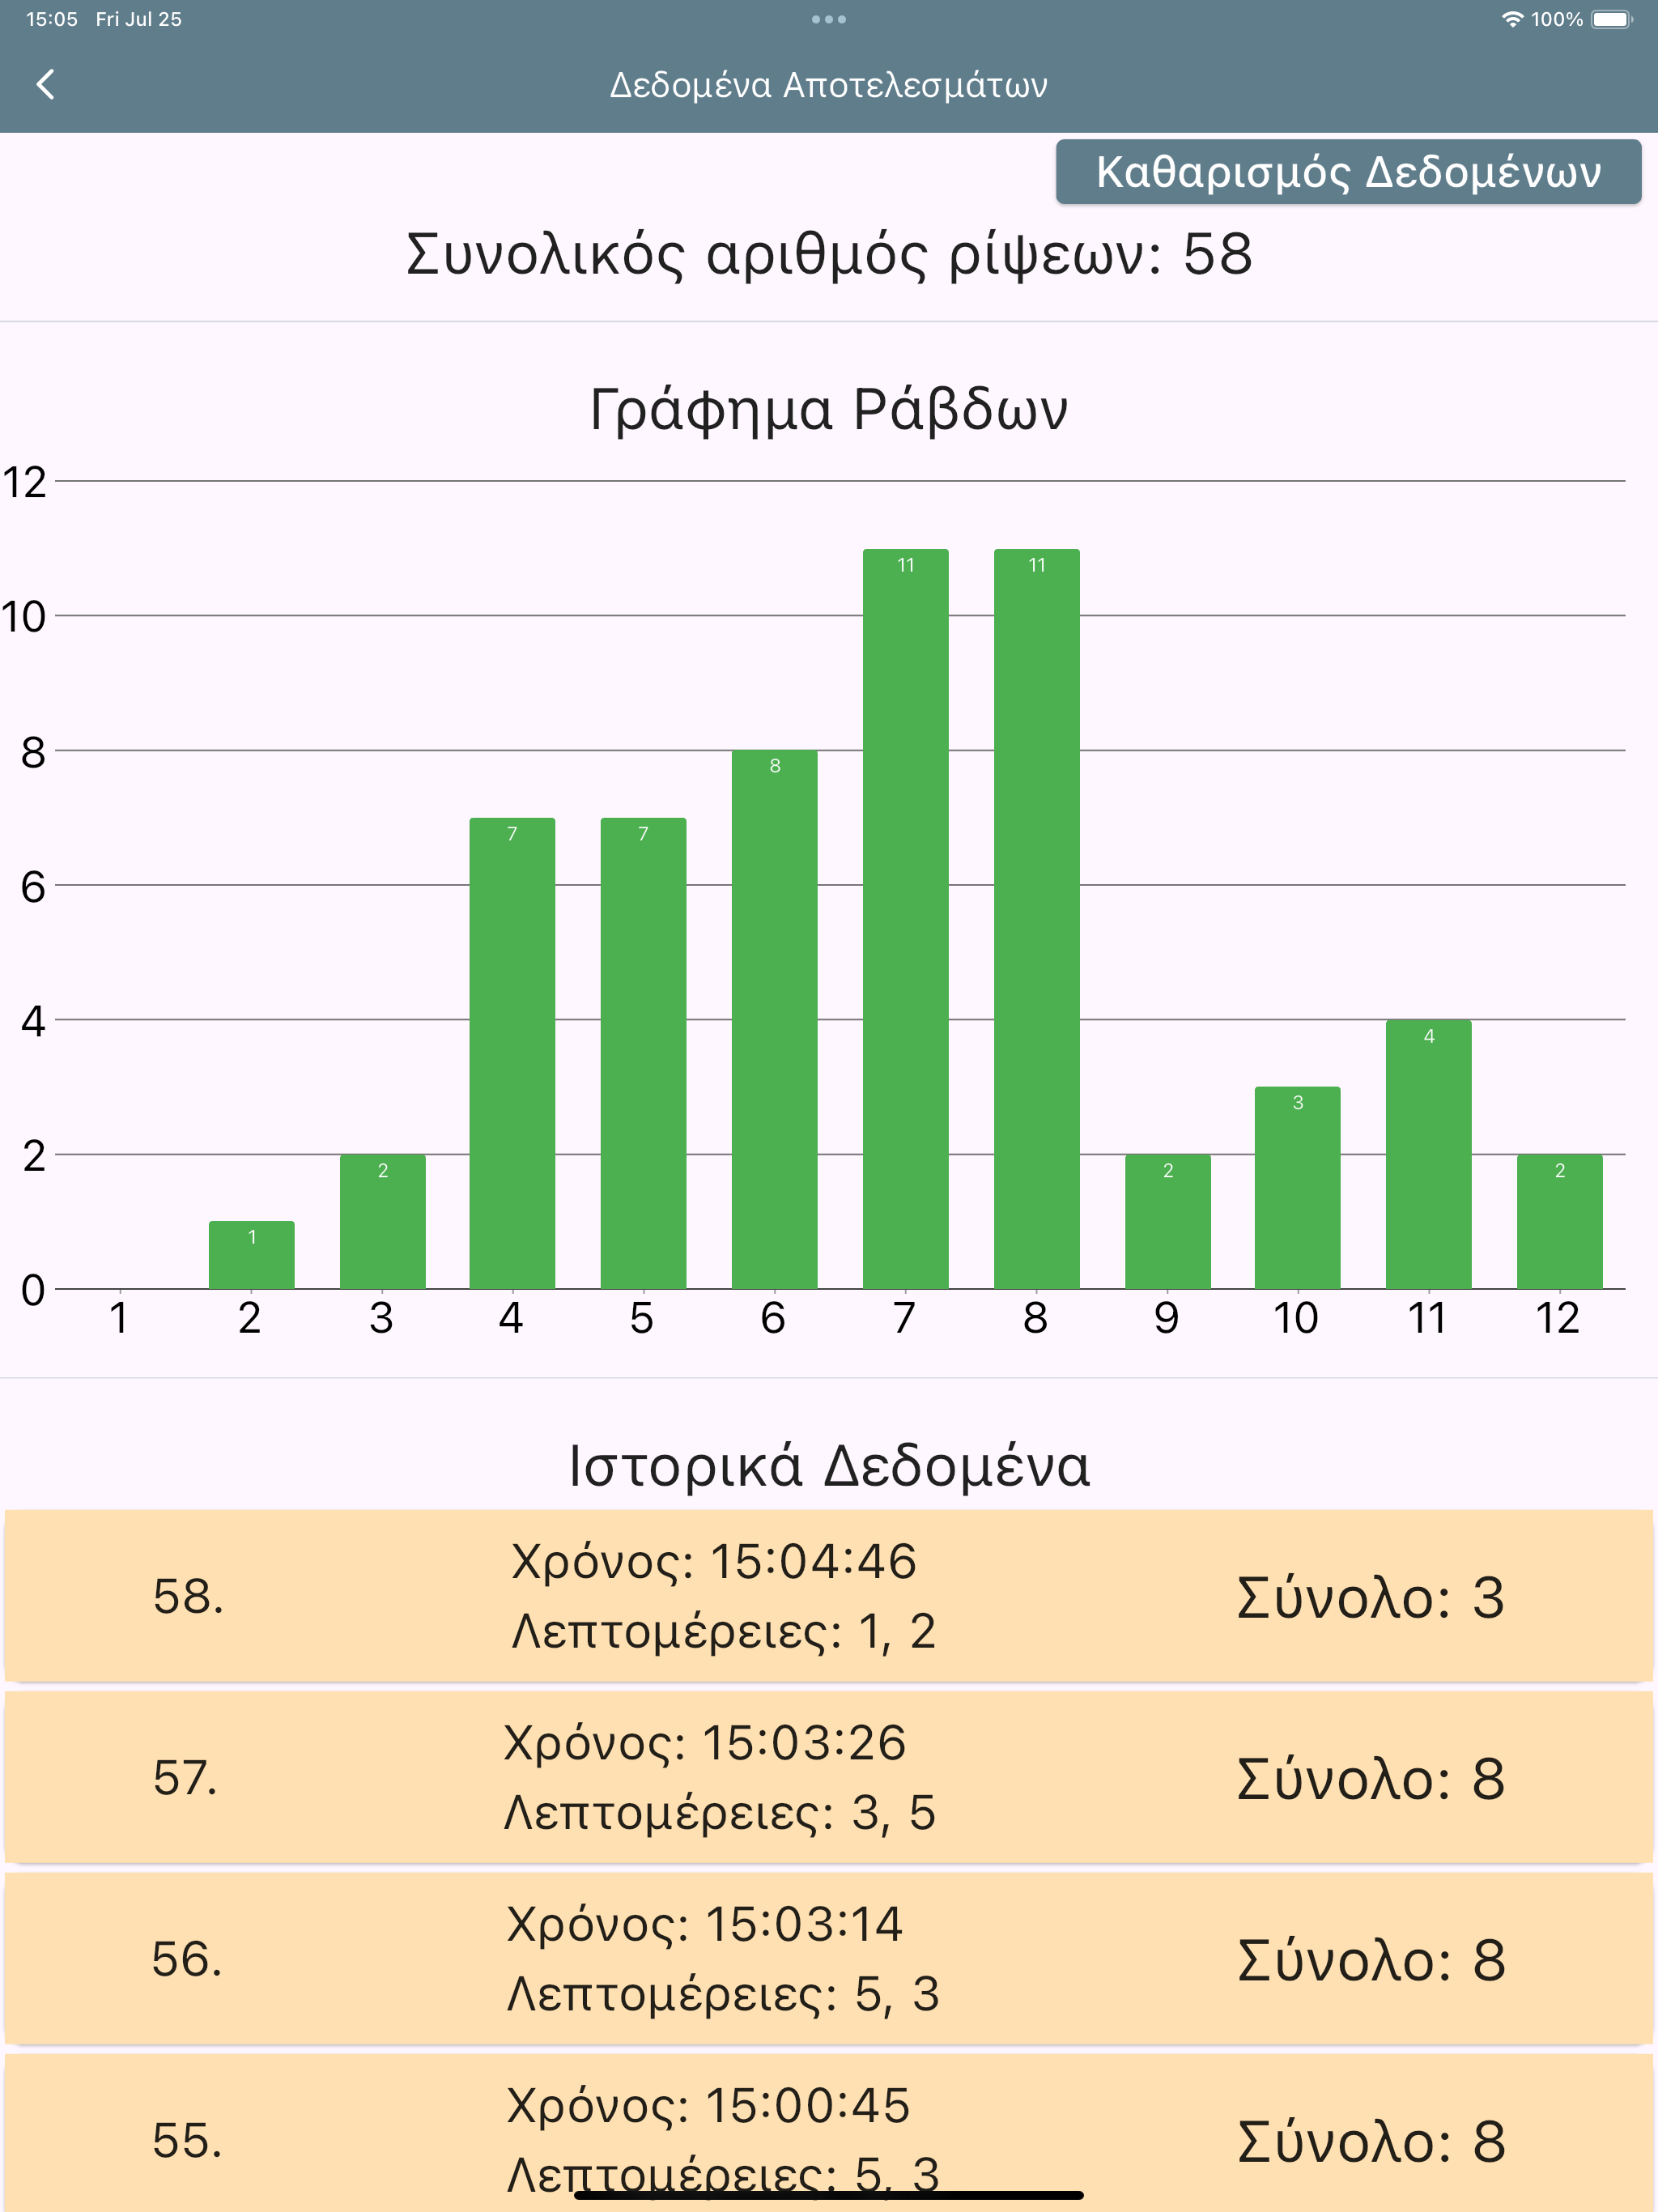 15:05 Fri Jul 25 100%
Δεδομένα Αποτελεσμάτων
Καθαρισμός Δεδομένων
Συνολικός αριθμός ρίψεων: 58
Γράφημα Ράβδων
12
10
8
6
4
2
0
11 11
8
7 7
4
3
2 2 2
1
1 2 3 4 5 6 7 8 9 10 11 12
Ιστορικά Δεδομένα
58.
Χρόνος: 15:04:46
Λεπτομέρειες: 1, 2
Σύνολο: 3
57.
Χρόνος: 15:03:26
Λεπτομέρειες: 3, 5
Σύνολο: 8
56.
Χρόνος: 15:03:14
Λεπτομέρειες: 5, 3
Σύνολο: 8
55.
Χρόνος: 15:00:45
Λεπτομέρειες: 5, 3
Σύνολο: 8